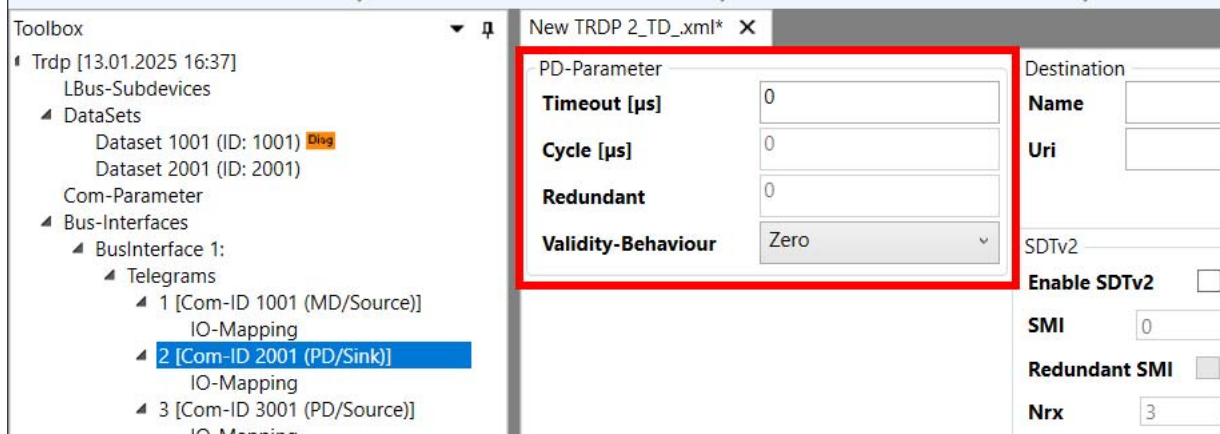 Toolbox
Trdp [13.01.2025 16:37]
LBus-Subdevices
DataSets
Dataset 1001 (ID: 1001) Diag
Dataset 2001 (ID: 2001)
Com-Parameter
Bus-Interfaces
BusInterface 1:
Telegrams
1 [Com-ID 1001 (MD/Source)]
IO-Mapping
2 [Com-ID 2001 (PD/Sink)]
IO-Mapping
3 [Com-ID 3001 (PD/Source)]
IO-Mapping
New TRDP 2_TD_.xml*
PD-Parameter
Timeout [µs] 0
Cycle [µs] 0
Redundant 0
Validity-Behaviour Zero
Destination
Name
Uri
SDTv2
Enable SDTv2
SMI 0
Redundant SMI
Nrx 3